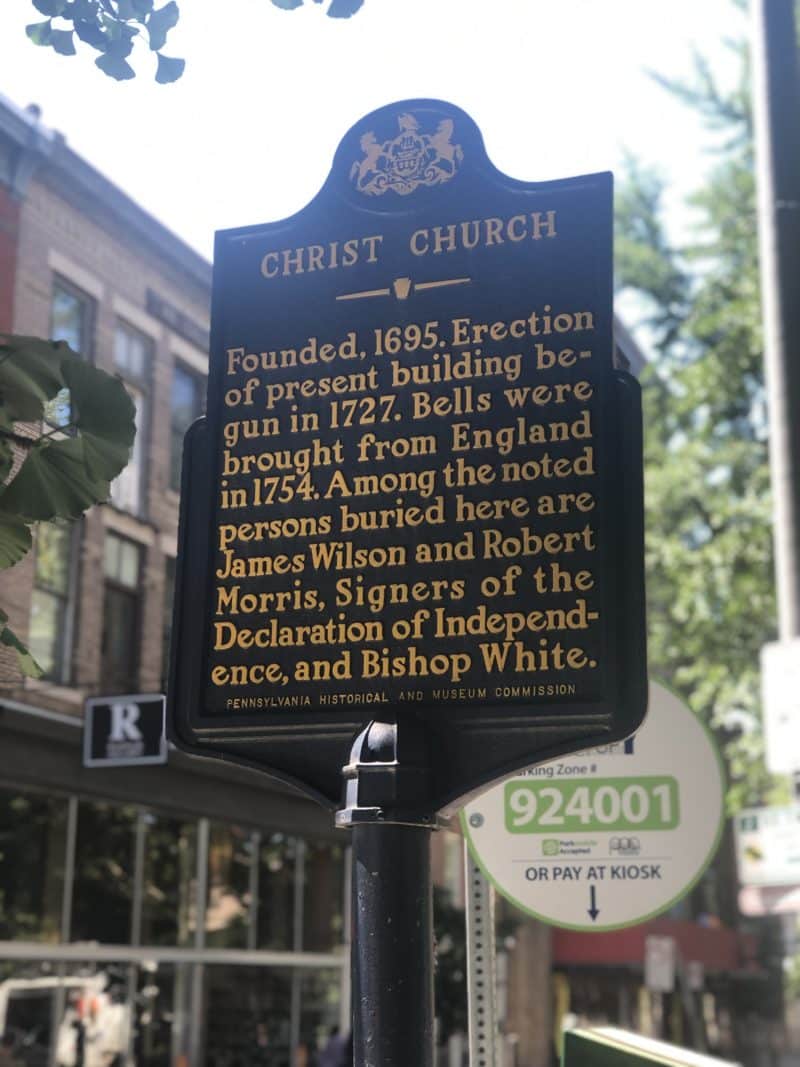 CHRIST CHURCH
Founded, 1695. Erection
of present building be-
gun in 1727. Bells were
brought from England
in 1754. Among the noted
persons buried here are
James Wilson and Robert
Morris, Signers of the
Declaration of Independ-
ence, and Bishop White.
PENNSYLVANIA HISTORICAL AND MUSEUM COMMISSION
R
Zone #
924001
Accepted
OR PAY AT KIOSK